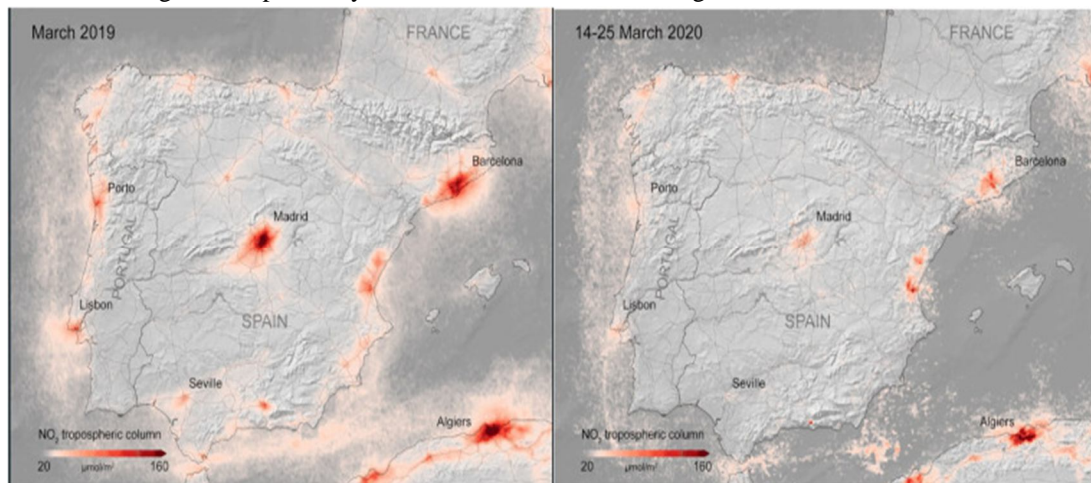 March 2019
FRANCE
Barcelona
Porto
Madrid
PORTUGAL
Lisbon
SPAIN
Seville
Algiers
NO₂ tropospheric column
20 µmol/m² 160
14-25 March 2020
FRANCE
Barcelona
Porto
Madrid
PORTUGAL
Lisbon
SPAIN
Seville
Algiers
NO₂ tropospheric column
20 µmol/m² 160